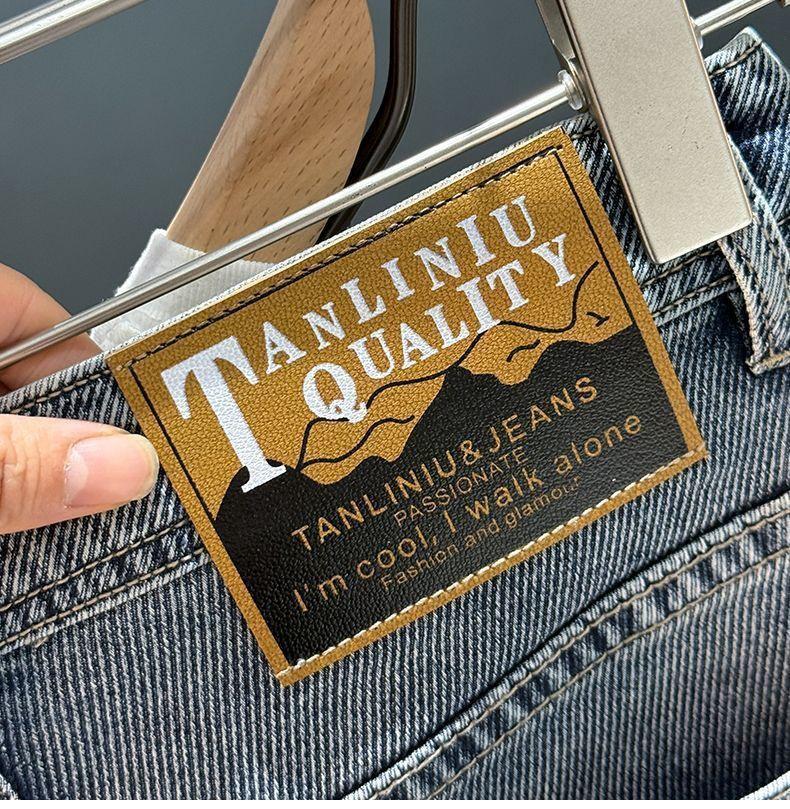 TANLINIU
QUALITY
TANLINIU&JEANS
PASSIONATE
I'm cool, I walk alone
Fashion and glamour